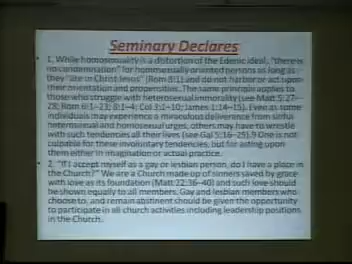 Seminary Declares
• 1. While homosexuality is a distortion of the Edenic ideal, "there is
no condemnation" for homosexually oriented persons as long as
they "are in Christ Jesus" (Rom 8:1) and do not harbor or act upon
their orientation and propensities. The same principle applies to
those who struggle with heterosexual immorality (see Matt 5:27–
28; Rom 6:1–23; 8:1–4; Col 3:1–10; James 1:14–15). Even as some
individuals may experience a miraculous deliverance from sinful
heterosexual and homosexual urges, others may have to wrestle
with such tendencies all their lives (see Gal 5:16–25).9 One is not
culpable for these involuntary tendencies, but for acting upon
them either in imagination or actual practice.
• 2. "If I accept myself as a gay or lesbian person, do I have a place in
the Church?" We are a Church made up of sinners saved by grace
with love as its foundation (Matt 22:36–40) and such love should
be shown equally to all members. Gay and lesbian members who
choose to, and remain abstinent should be given the opportunity
to participate in all church activities including leadership positions
in the Church.